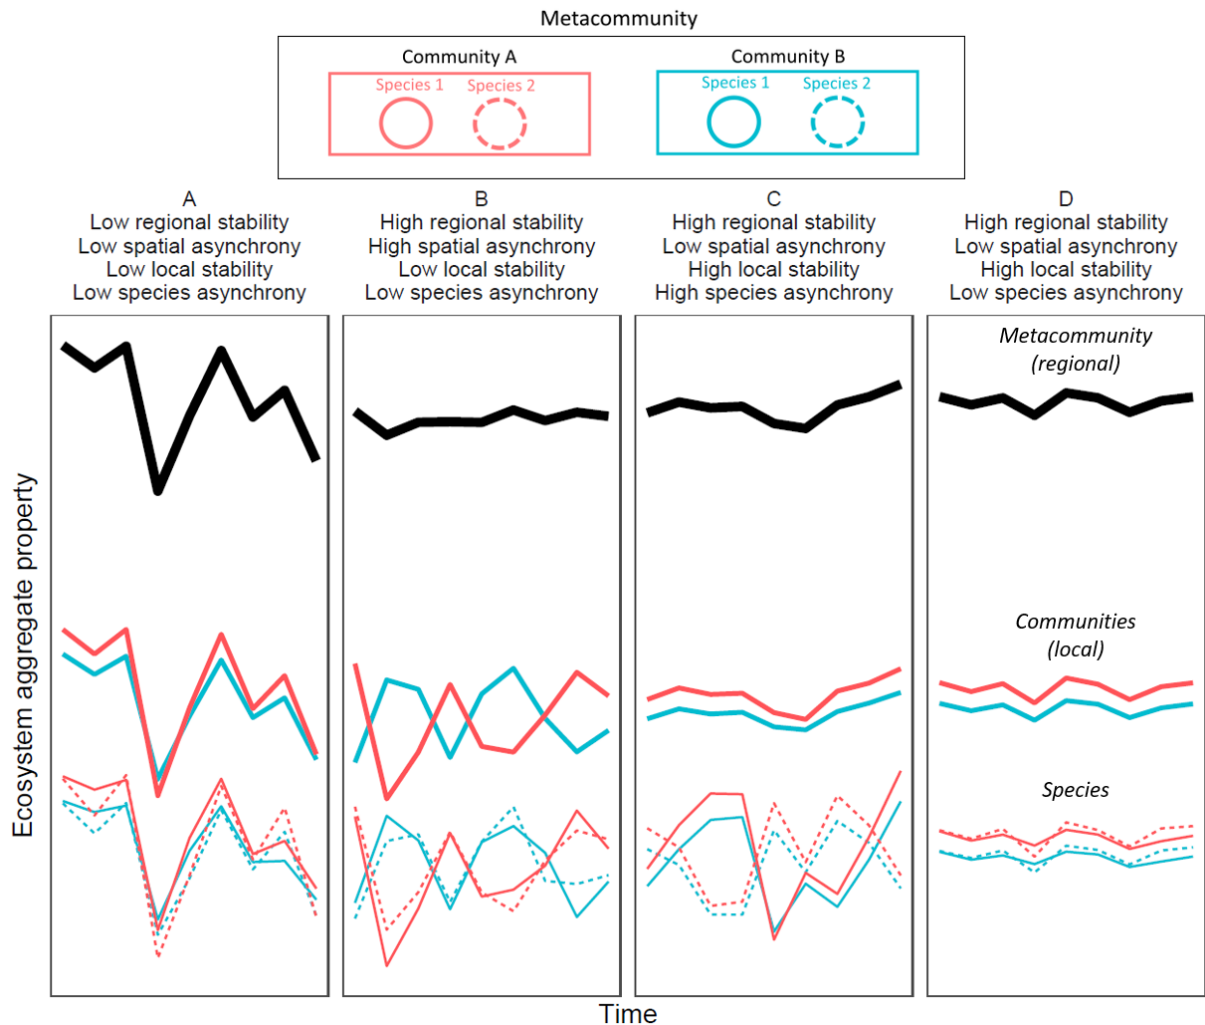 Metacommunity
Community A
Community B
Species 1
Species 2
Species 1
Species 2
A
Low regional stability
Low spatial asynchrony
Low local stability
Low species asynchrony
B
High regional stability
High spatial asynchrony
Low local stability
Low species asynchrony
C
High regional stability
Low spatial asynchrony
High local stability
High species asynchrony
D
High regional stability
Low spatial asynchrony
High local stability
Low species asynchrony
Metacommunity
(regional)
Communities
(local)
Species
Ecosystem aggregate property
Time